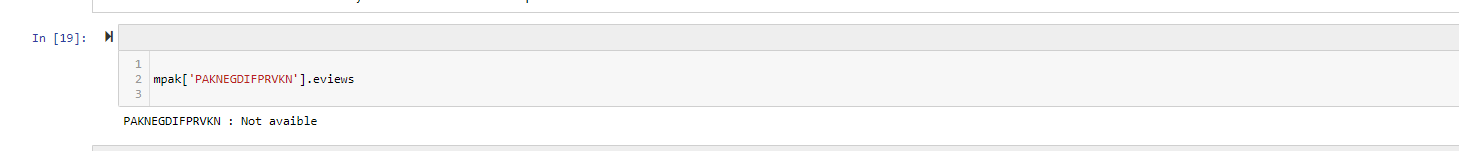 In [19]:
1
2 mpak['PAKNEGDIFPRVKN'].eviews
3
PAKNEGDIFPRVKN : Not avaible